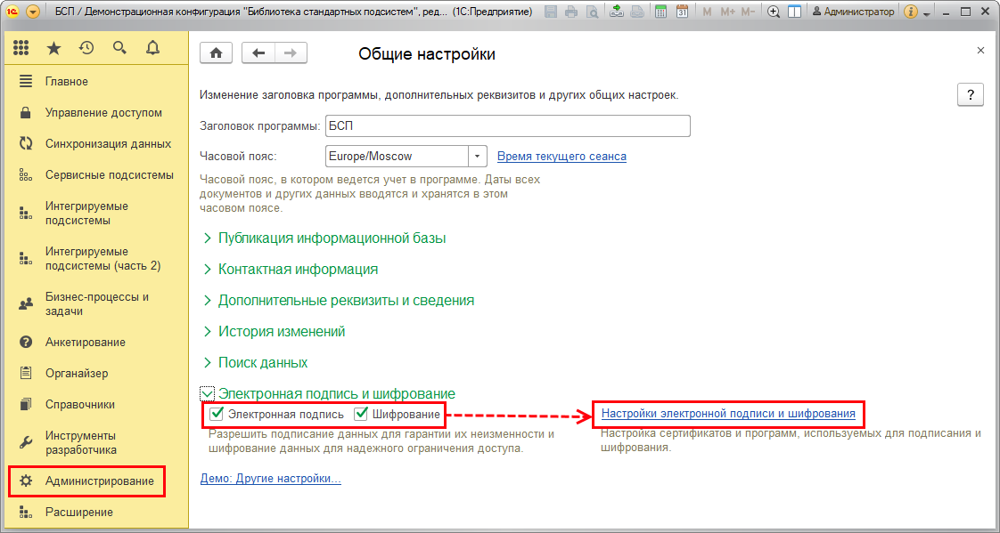 БСП / Демонстрационная конфигурация "Библиотека стандартных подсистем", ред... (1С:Предприятие)
M M+ M-
31
Администратор
Главное
Управление доступом
Синхронизация данных
Сервисные подсистемы
Интегрируемые
подсистемы
Интегрируемые
подсистемы (часть 2)
Бизнес-процессы и
задачи
Анкетирование
Органайзер
Справочники
Инструменты
разработчика
Администрирование
Расширение
Общие настройки
Изменение заголовка программы, дополнительных реквизитов и других общих настроек.
?
Заголовок программы: БСП
Часовой пояс: Europe/Moscow Время текущего сеанса
Часовой пояс, в котором ведется учет в программе. Даты всех
документов и других данных вводятся и хранятся в этом
часовом поясе.
Публикация информационной базы
Контактная информация
Дополнительные реквизиты и сведения
История изменений
Поиск данных
Электронная подпись и шифрование
Электронная подпись Шифрование
Разрешить подписание данных для гарантии их неизменности и
шифрование данных для надежного ограничения доступа.
Настройки электронной подписи и шифрования
Настройка сертификатов и программ, используемых для подписания и
шифрования.
Демо: Другие настройки...